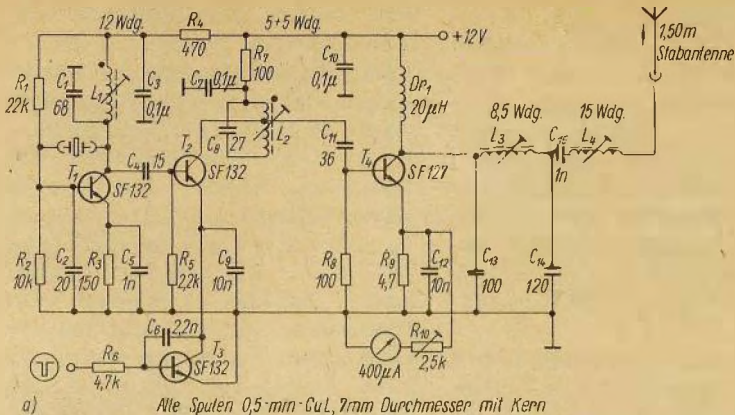 12 Wdg.
R4
470
5+5 Wdg.
+12V
1,50m
Stabantenne
R1
22k
C1
68
L1
C3
0,1µ
C7 0,1µ
R7
100
C10
0,1µ
Dr1
20µH
8,5 Wdg.
15 Wdg.
T2
C8
27
L2
C11
36
L3
C15
1n
L4
C4 15
T1
SF132
SF132
T4
SF127
R2
10k
C2
20
R3
150
C5
1n
R5
2,2k
C9
10n
R8
100
R9
4,7
C12
10n
C13
100
C14
120
C6 2,2n
T3
SF132
R6
4,7k
400µA
R10
2,5k
a) Alle Spulen 0,5-mm-CuL, 7mm Durchmesser mit Kern